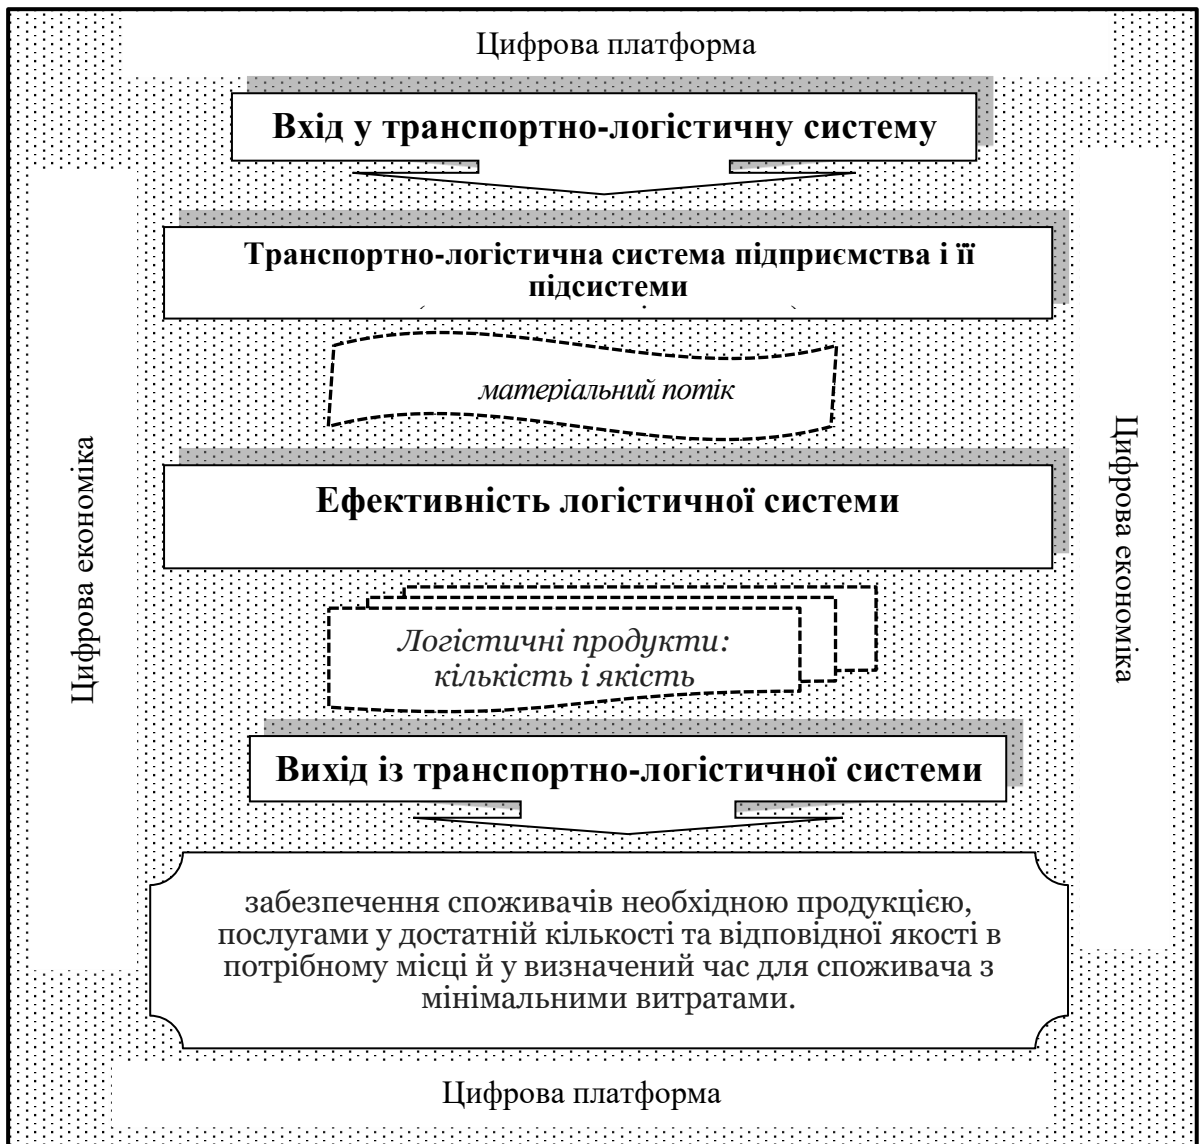 Цифрова платформа
Вхід у транспортно-логістичну систему
Транспортно-логістична система підприємства і її
підсистеми
матеріальний потік
Цифрова економіка
Цифрова економіка
Ефективність логістичної системи
Логістичні продукти:
кількість і якість
Вихід із транспортно-логістичної системи
забезпечення споживачів необхідною продукцією,
послугами у достатній кількості та відповідної якості в
потрібному місці й у визначений час для споживача з
мінімальними витратами.
Цифрова платформа